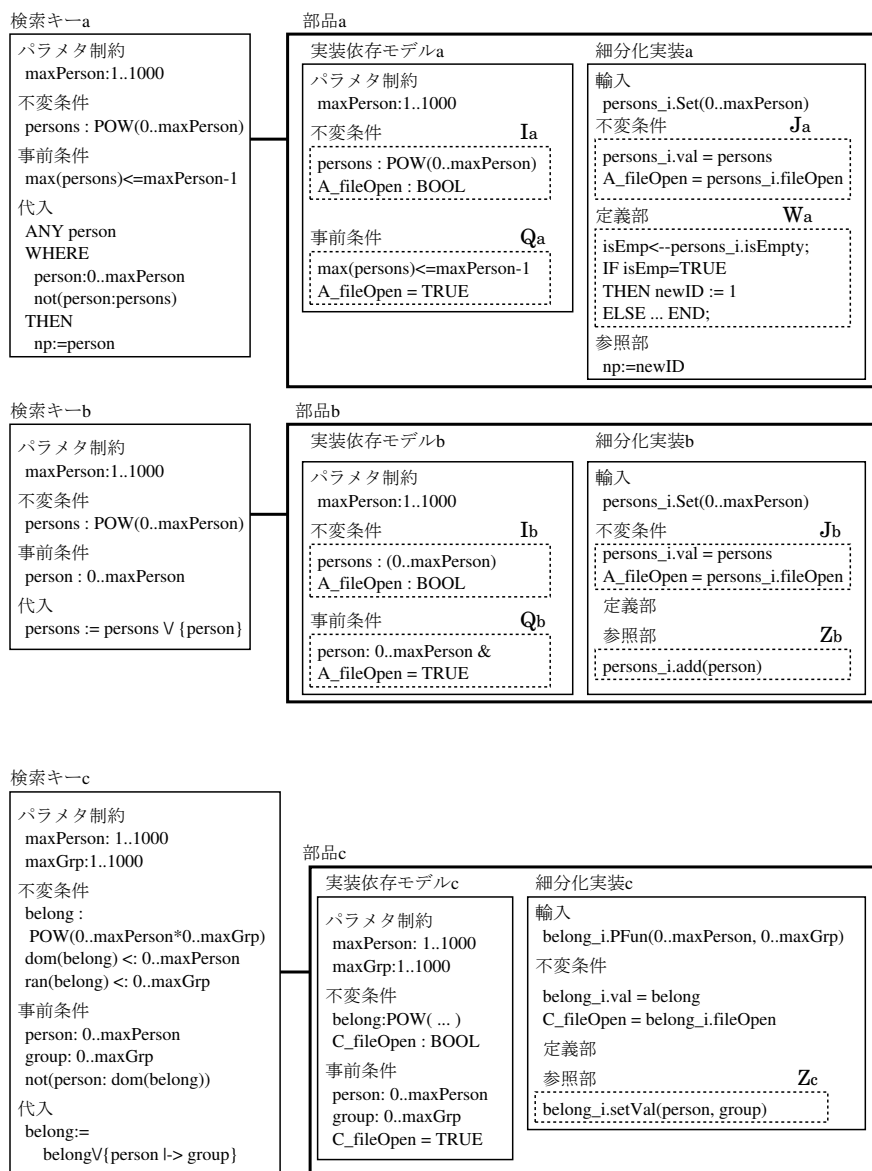 検索キーa
パラメタ制約
maxPerson:1..1000
不変条件
persons : POW(0..maxPerson)
事前条件
max(persons)<=maxPerson-1
代入
ANY person
WHERE
person:0..maxPerson
not(person:persons)
THEN
np:=person
部品a
実装依存モデルa
パラメタ制約
maxPerson:1..1000
不変条件 Ia
persons : POW(0..maxPerson)
A_fileOpen : BOOL
事前条件 Qa
max(persons)<=maxPerson-1
A_fileOpen = TRUE
細分化実装a
輸入
persons_i.Set(0..maxPerson)
不変条件 Ja
persons_i.val = persons
A_fileOpen = persons_i.fileOpen
定義部 Wa
isEmp<--persons_i.isEmpty;
IF isEmp=TRUE
THEN newID := 1
ELSE ... END;
参照部
np:=newID
検索キーb
パラメタ制約
maxPerson:1..1000
不変条件
persons : POW(0..maxPerson)
事前条件
person : 0..maxPerson
代入
persons := persons \/ {person}
部品b
実装依存モデルb
パラメタ制約
maxPerson:1..1000
不変条件 Ib
persons : (0..maxPerson)
A_fileOpen : BOOL
事前条件 Qb
person: 0..maxPerson &
A_fileOpen = TRUE
細分化実装b
輸入
persons_i.Set(0..maxPerson)
不変条件 Jb
persons_i.val = persons
A_fileOpen = persons_i.fileOpen
定義部
参照部 Zb
persons_i.add(person)
検索キーc
パラメタ制約
maxPerson: 1..1000
maxGrp:1..1000
不変条件
belong :
POW(0..maxPerson*0..maxGrp)
dom(belong) <: 0..maxPerson
ran(belong) <: 0..maxGrp
事前条件
person: 0..maxPerson
group: 0..maxGrp
not(person: dom(belong))
代入
belong:=
belong\/{person |-> group}
部品c
実装依存モデルc
パラメタ制約
maxPerson: 1..1000
maxGrp:1..1000
不変条件
belong:POW( ... )
C_fileOpen : BOOL
事前条件
person: 0..maxPerson
group: 0..maxGrp
C_fileOpen = TRUE
細分化実装c
輸入
belong_i.PFun(0..maxPerson, 0..maxGrp)
不変条件
belong_i.val = belong
C_fileOpen = belong_i.fileOpen
定義部
参照部 Zc
belong_i.setVal(person, group)